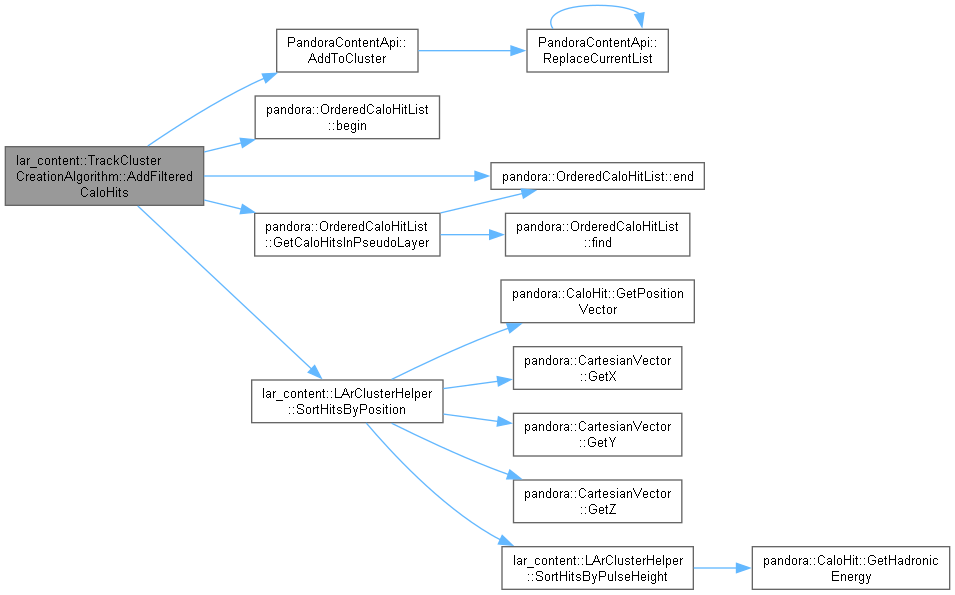 PandoraContentApi::
AddToCluster
PandoraContentApi::
ReplaceCurrentList
pandora::OrderedCaloHitList
::begin
lar_content::TrackCluster
CreationAlgorithm::AddFiltered
CaloHits
pandora::OrderedCaloHitList::end
pandora::OrderedCaloHitList
::GetCaloHitsInPseudoLayer
pandora::OrderedCaloHitList
::find
pandora::CaloHit::GetPosition
Vector
pandora::CartesianVector
::GetX
lar_content::LArClusterHelper
::SortHitsByPosition
pandora::CartesianVector
::GetY
pandora::CartesianVector
::GetZ
lar_content::LArClusterHelper
::SortHitsByPulseHeight
pandora::CaloHit::GetHadronic
Energy